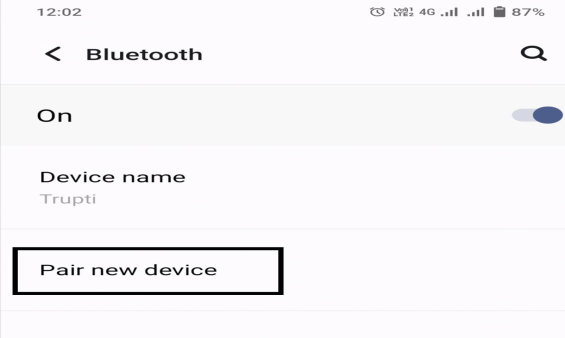 12:02 4G 87%
Bluetooth
On
Device name
Trupti
Pair new device